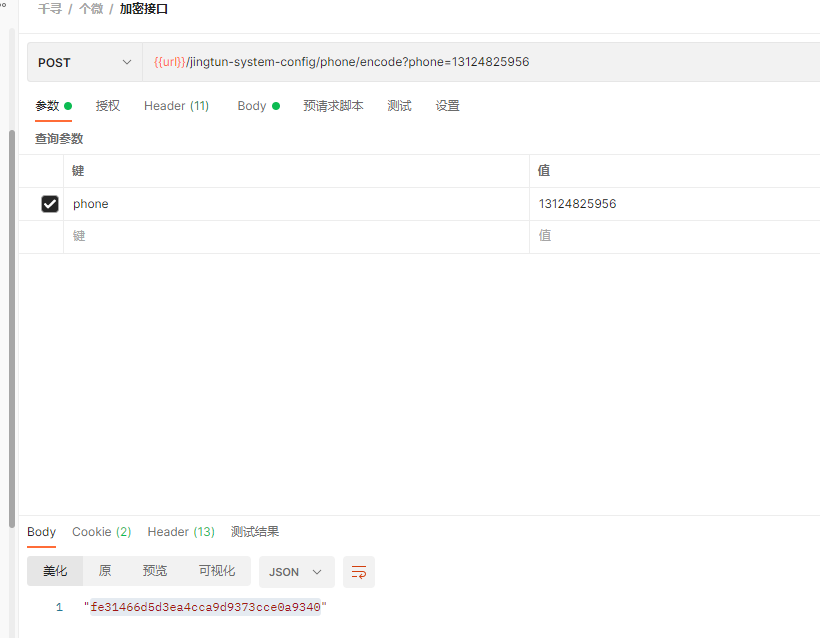 千寻 / 个微 / 加密接口
POST {{url}}/jingtun-system-config/phone/encode?phone=13124825956
参数 授权 Header (11) Body 预请求脚本 测试 设置
查询参数
键 值
phone 13124825956
键 值
Body Cookie (2) Header (13) 测试结果
美化 原 预览 可视化 JSON
1 "fe31466d5d3ea4cca9d9373cce0a9340"